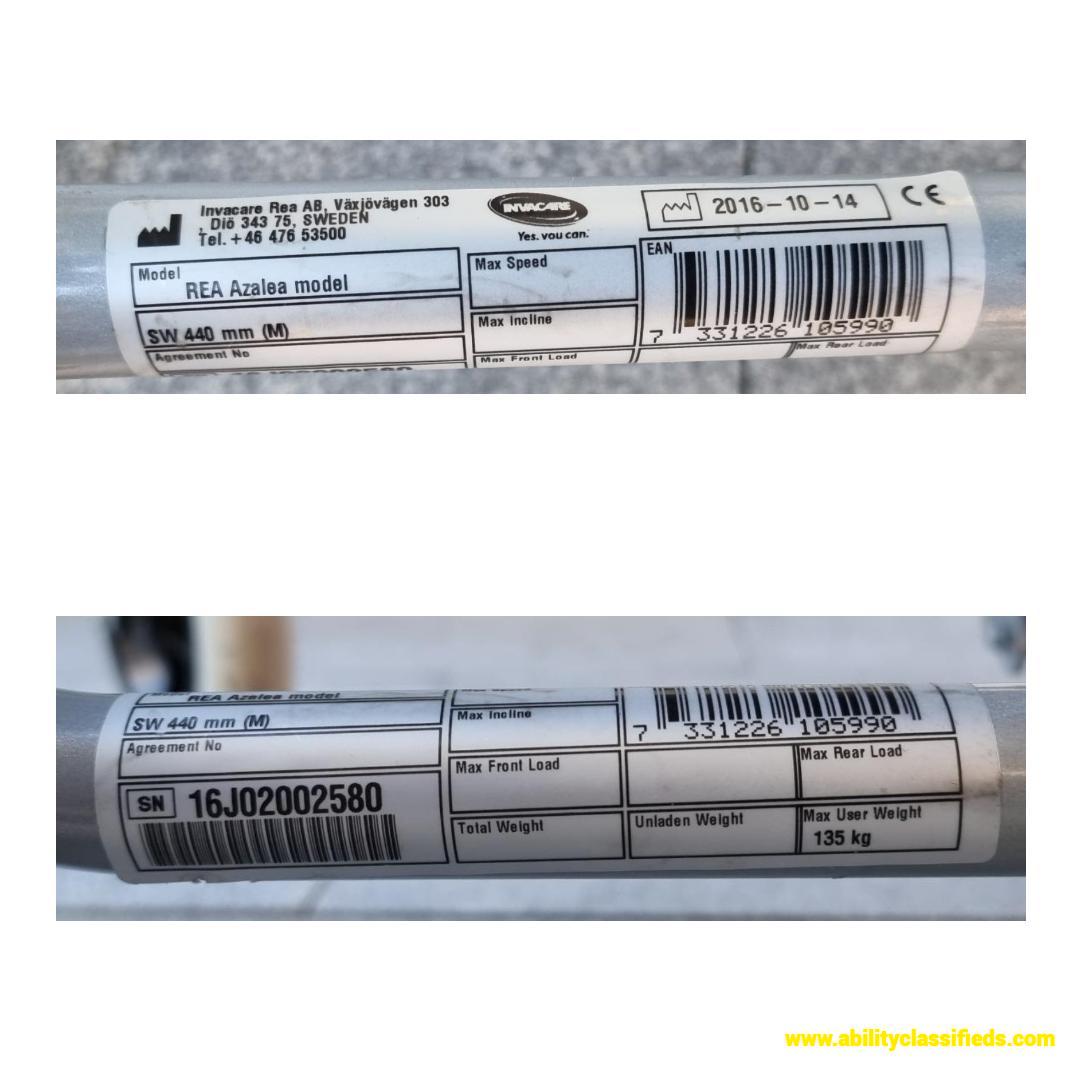 Invacare Rea AB, Växjövägen 303
, Diö 343 75, SWEDEN
Tel. +46 476 53500
INVACARE
Yes. you can.
2016-10-14
CE
Model
REA Azalea model
SW 440 mm (M)
Agreement No
Max Speed
Max Incline
Max Front Load
EAN
7 331226 105990
Max Rear Load
REA Azalea model
SW 440 mm (M)
Agreement No
SN 16J02002580
Max Incline
Max Front Load
Total Weight
7 331226 105990
Max Rear Load
Unladen Weight
Max User Weight
135 kg
www.abilityclassifieds.com